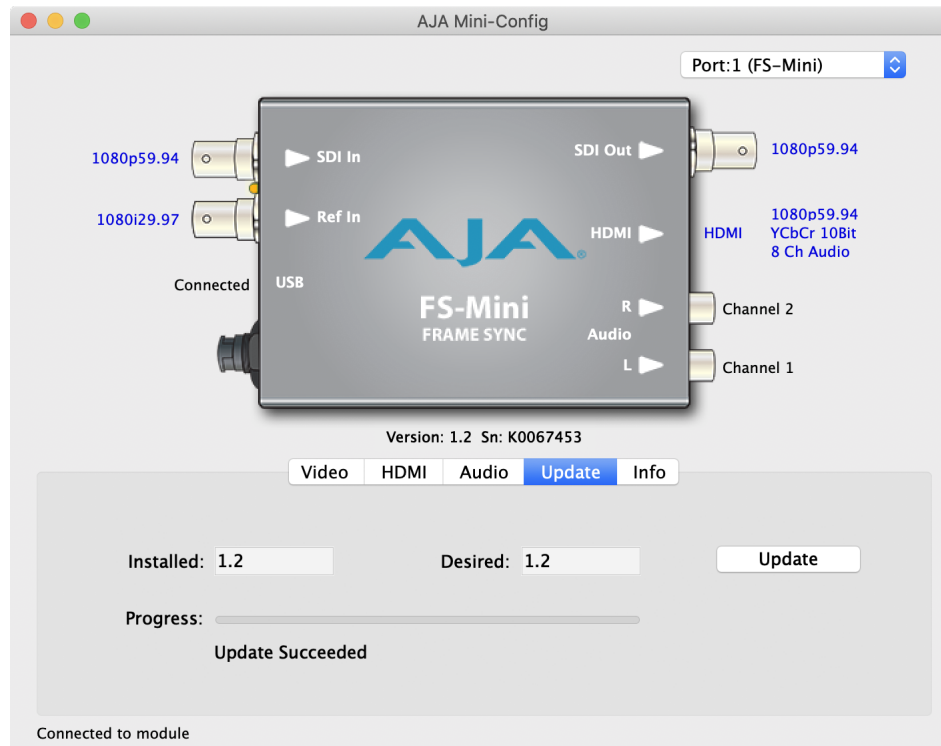 AJA Mini-Config
Port:1 (FS-Mini)
1080p59.94
SDI In
SDI Out
1080p59.94
1080i29.97
Ref In
HDMI
HDMI
1080p59.94
YCbCr 10Bit
8 Ch Audio
AJA®
Connected
USB
FS-Mini
FRAME SYNC
R
Channel 2
Audio
L
Channel 1
Version: 1.2 Sn: K0067453
Video
HDMI
Audio
Update
Info
Installed: 1.2
Desired: 1.2
Update
Progress:
Update Succeeded
Connected to module